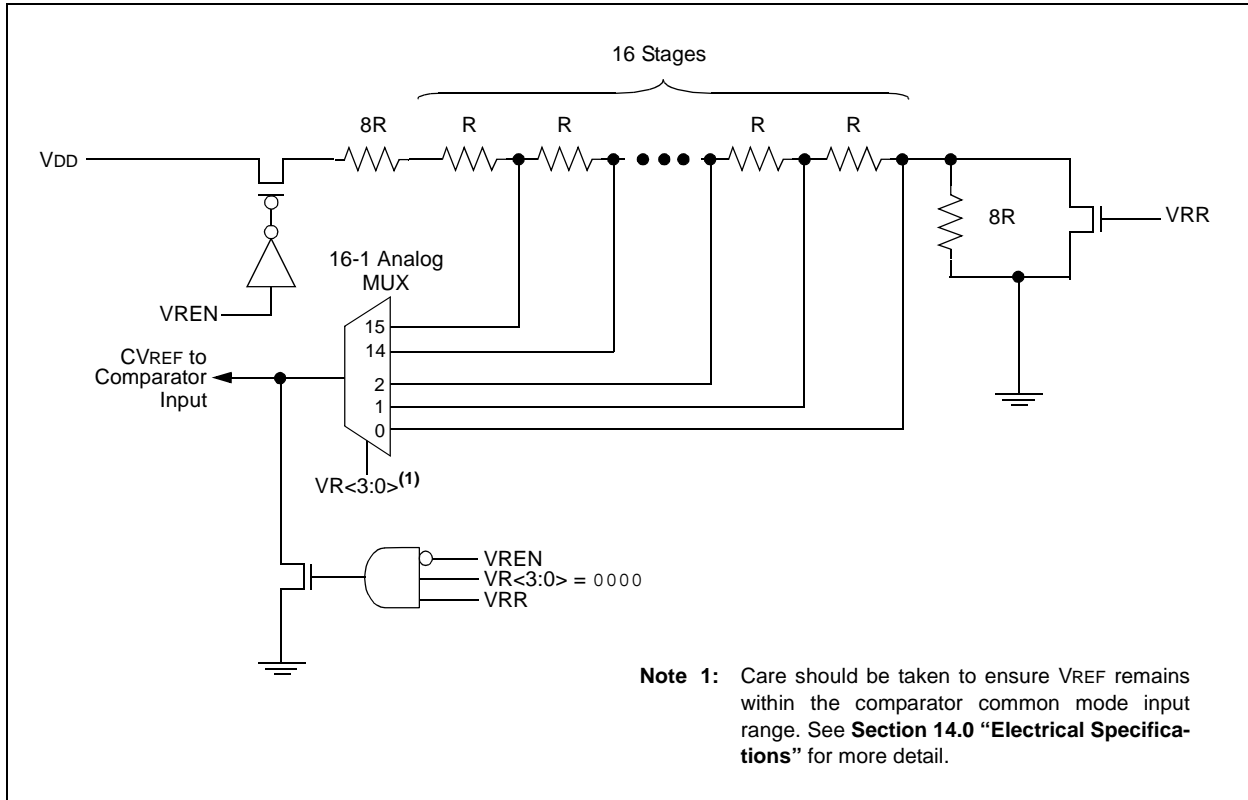 16 Stages
8R
R
R
R
R
VDD
8R
VRR
16-1 Analog
MUX
VREN
15
14
2
1
0
CVREF to
Comparator
Input
VR<3:0>(1)
VREN
VR<3:0> = 0000
VRR
Note 1: Care should be taken to ensure VREF remains
within the comparator common mode input
range. See Section 14.0 “Electrical Specifica-
tions” for more detail.